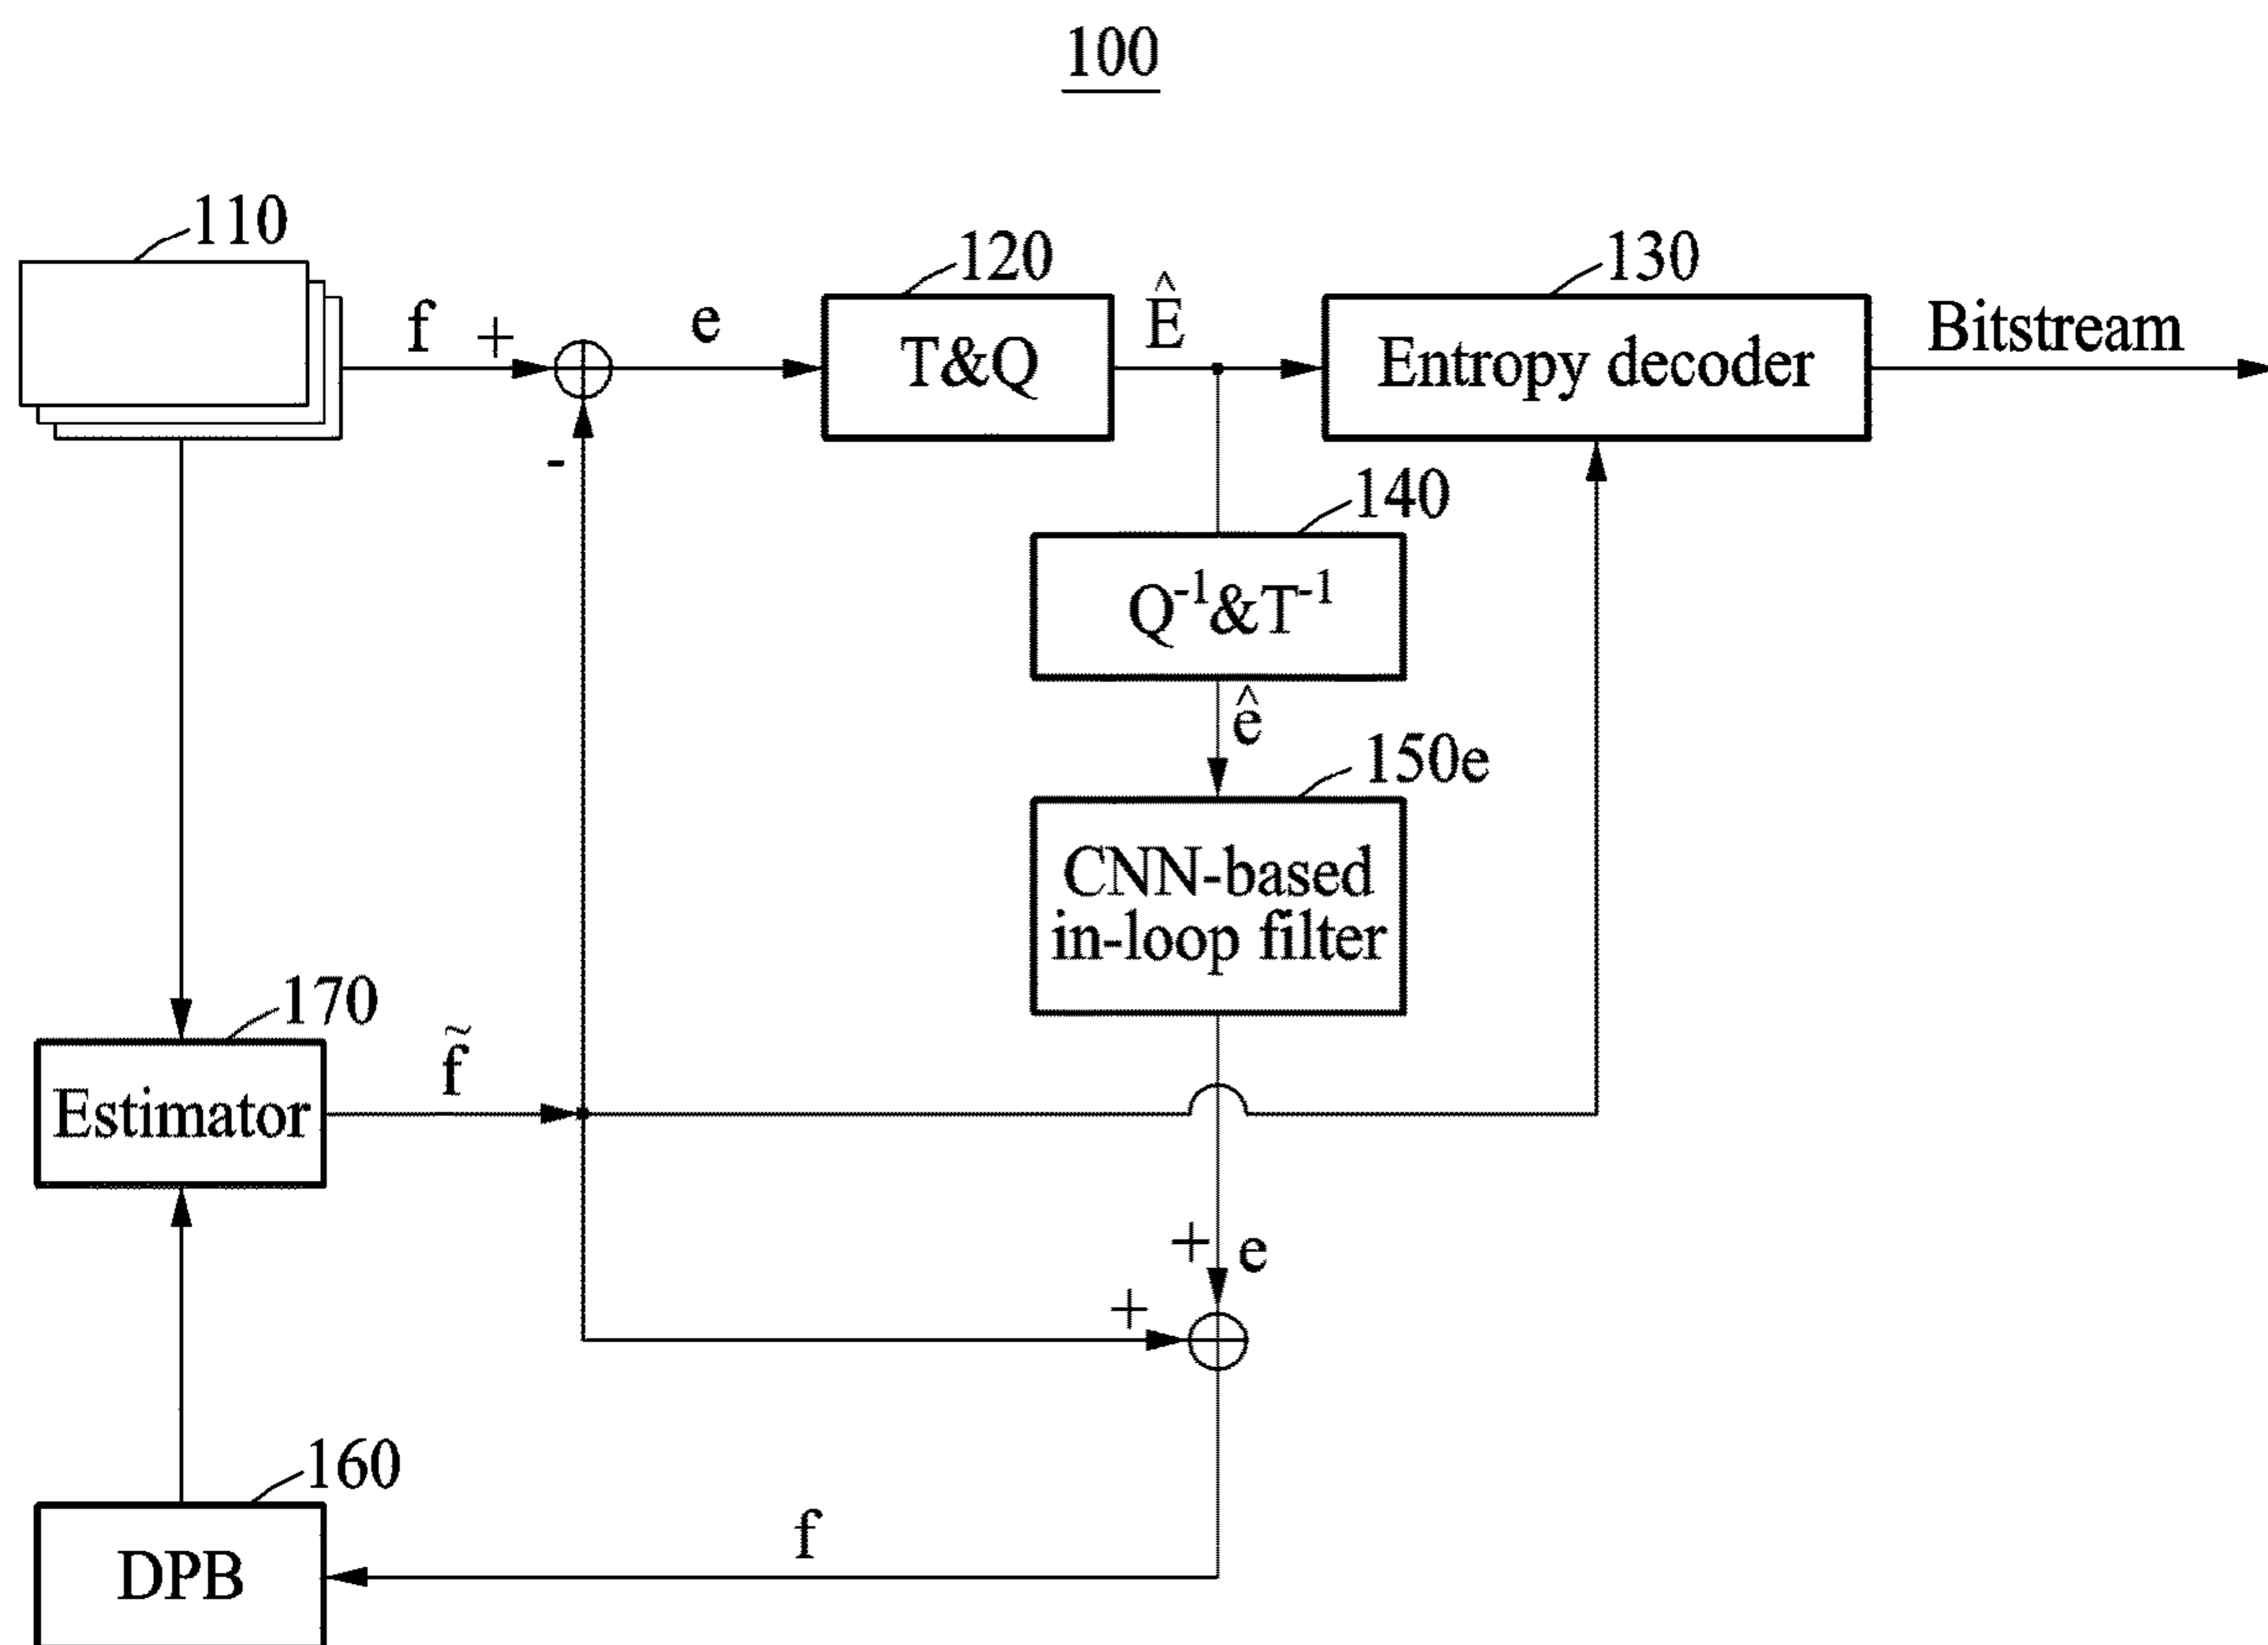 100
110
120
130
f
+
e
Ê
Bitstream
T&Q
Entropy decoder
-
140
Q⁻¹&T⁻¹
ê
150e
CNN-based
in-loop filter
170
f̃
Estimator
+
e
+
160
f
DPB